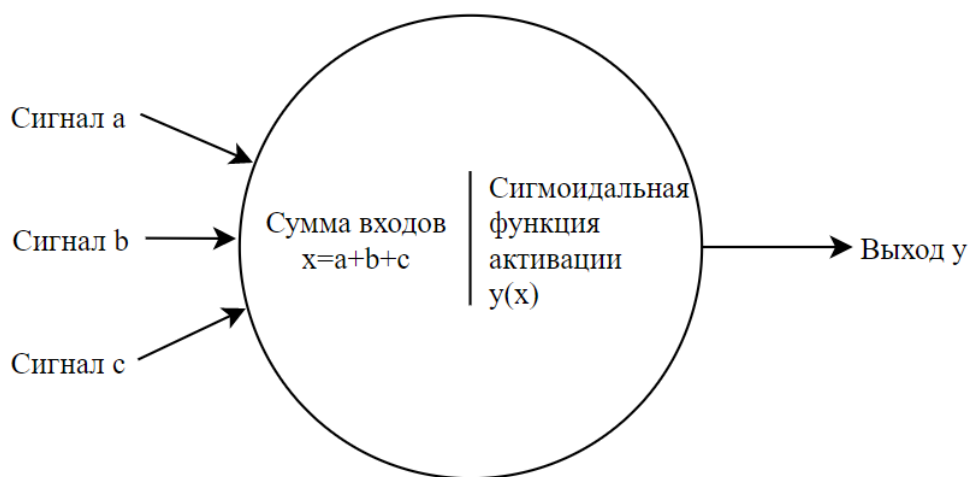 Сигнал a
Сигнал b
Сигнал c
Сумма входов
x=a+b+c
Сигмоидальная
функция
активации
y(x)
Выход y